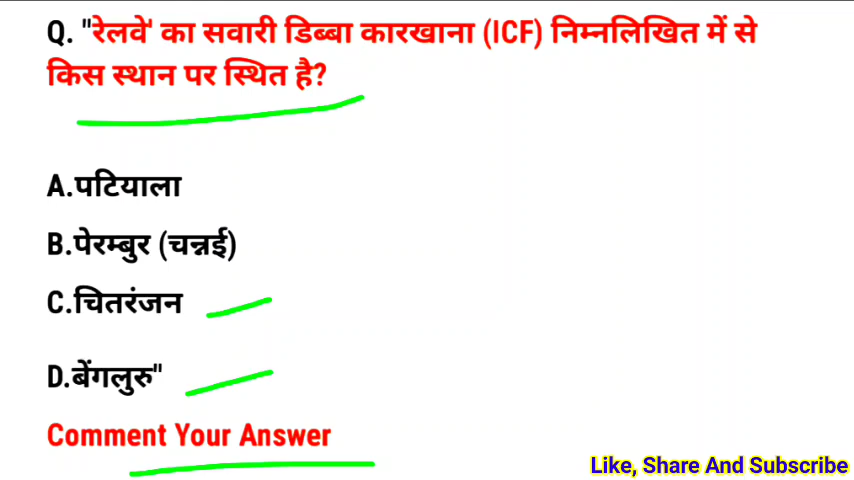 Q. "रेलवे' का सवारी डिब्बा कारखाना (ICF) निम्नलिखित में से
किस स्थान पर स्थित है?
A.पटियाला
B.पेरम्बुर (चन्नई)
C.चितरंजन
D.बेंगलुरु"
Comment Your Answer
Like, Share And Subscribe